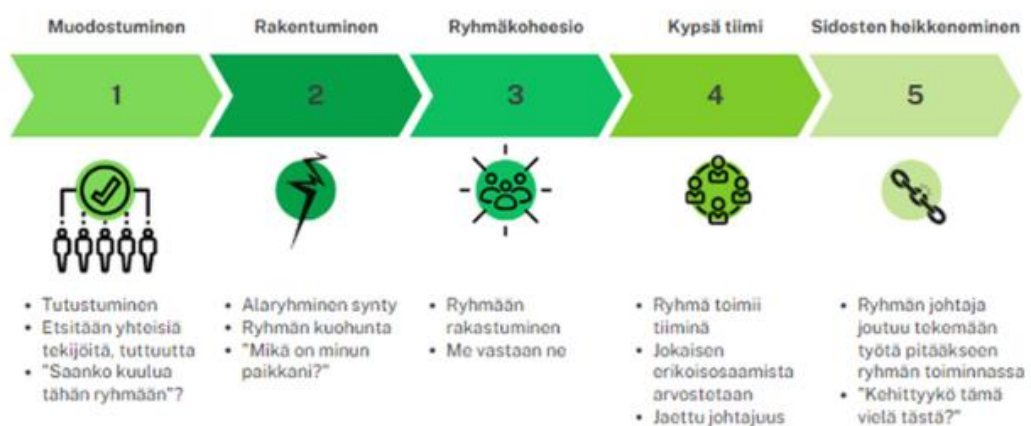 Muodostuminen
Rakentuminen
Ryhmäkoheesio
Kypsä tiimi
Sidosten heikkeneminen
1
2
3
4
5
• Tutustuminen
• Etsitään yhteisiä
tekijöitä, tuttuutta
• "Saanko kuulua
tähän ryhmään"?
• Alaryhminen synty
• Ryhmän kuohunta
• "Mikä on minun
paikkani?"
• Ryhmään
rakastuminen
• Me vastaan ne
• Ryhmä toimii
tiiminä
• Jokaisen
erikoisosaamista
arvostetaan
• Jaettu johtajuus
• Ryhmän johtaja
joutuu tekemään
työtä pitääkseen
ryhmän toiminnassa
• "Kehittyykö tämä
vielä tästä?"